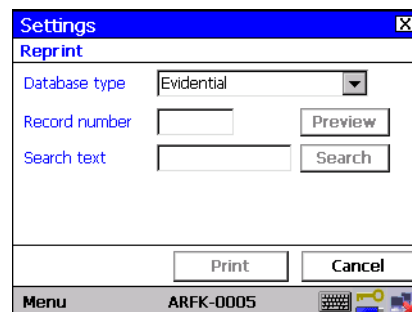 Settings X
Reprint
Database type Evidential
Record number Preview
Search text Search
Print Cancel
Menu ARFK-0005